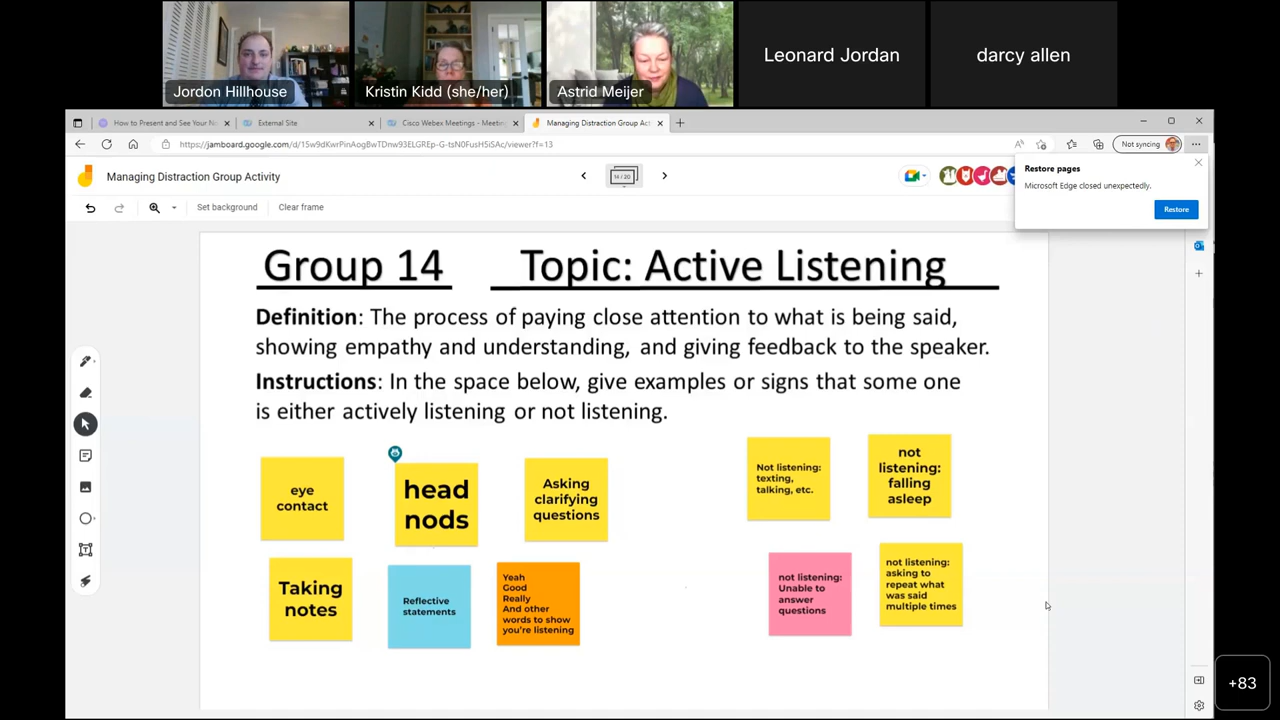 Jordon Hillhouse
Kristin Kidd (she/her)
Astrid Meijer
Leonard Jordan
darcy allen
How to Present and See Your No
External Site
Cisco Webex Meetings - Meeting
Managing Distraction Group Acti
https://jamboard.google.com/d/15w9dKwrPinAogBwTDnw93ELGREp-G-tsN0FusH5iSAc/viewer?f=13
Not syncing
Managing Distraction Group Activity
14 / 20
Restore pages
Microsoft Edge closed unexpectedly.
Restore
Set background
Clear frame
Group 14 Topic: Active Listening
Definition: The process of paying close attention to what is being said,
showing empathy and understanding, and giving feedback to the speaker.
Instructions: In the space below, give examples or signs that some one
is either actively listening or not listening.
eye
contact
head
nods
Asking
clarifying
questions
Not listening:
texting,
talking, etc.
not
listening:
falling
asleep
Taking
notes
Reflective
statements
Yeah
Good
Really
And other
words to show
you're listening
not listening:
Unable to
answer
questions
not listening:
asking to
repeat what
was said
multiple times
+83